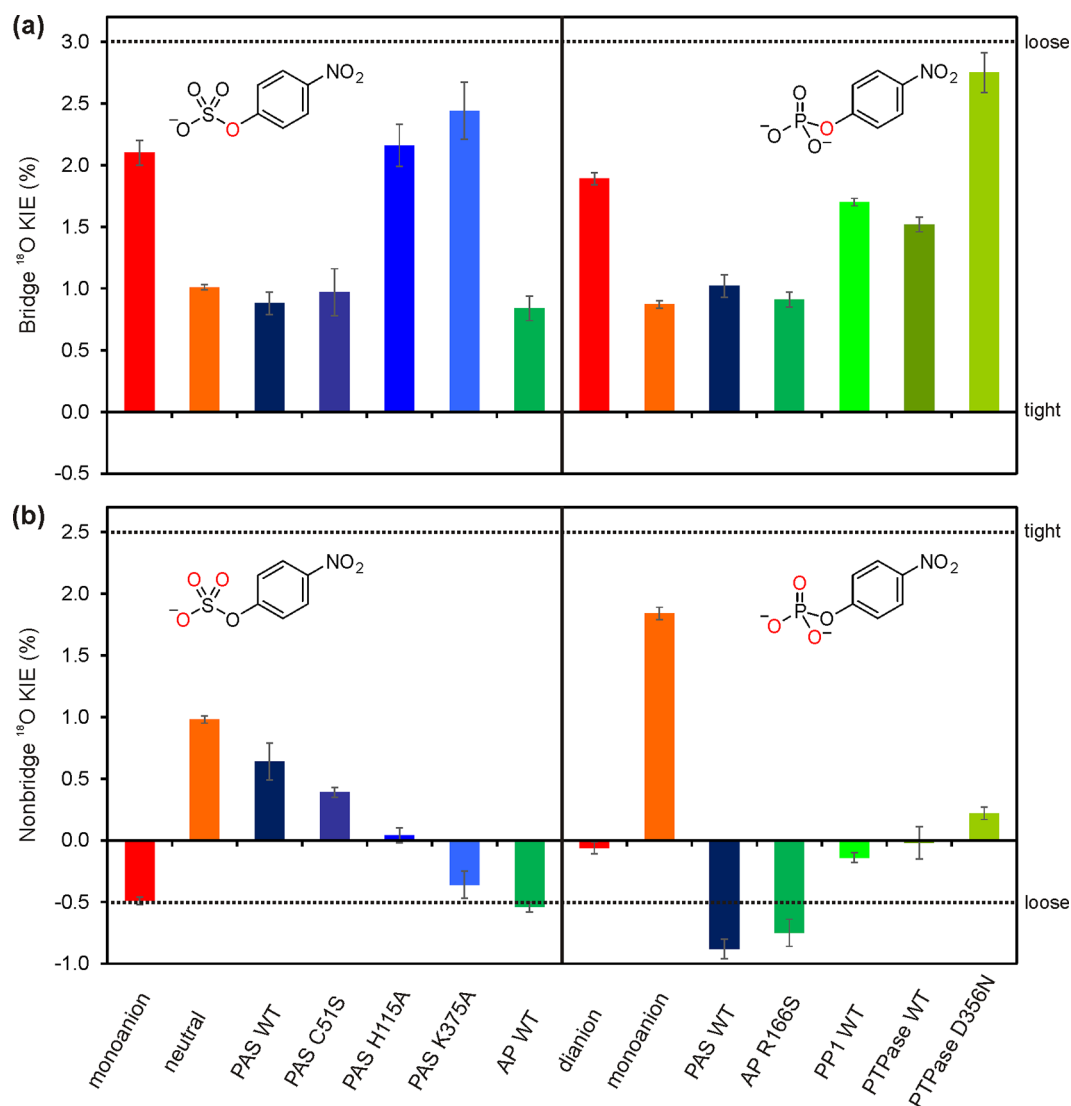 (a)
Bridge ¹⁸O KIE (%)
3.0
2.5
2.0
1.5
1.0
0.5
0.0
-0.5
loose
tight
O O
S
⁻O O
NO₂
O
P
⁻O O
O⁻
NO₂
(b)
Nonbridge ¹⁸O KIE (%)
2.5
2.0
1.5
1.0
0.5
0.0
-0.5
-1.0
tight
loose
O O
S
⁻O O
NO₂
O
P
⁻O O
O⁻
NO₂
monoanion
neutral
PAS WT
PAS C51S
PAS H115A
PAS K375A
AP WT
dianion
monoanion
PAS WT
AP R166S
PP1 WT
PTPase WT
PTPase D356N